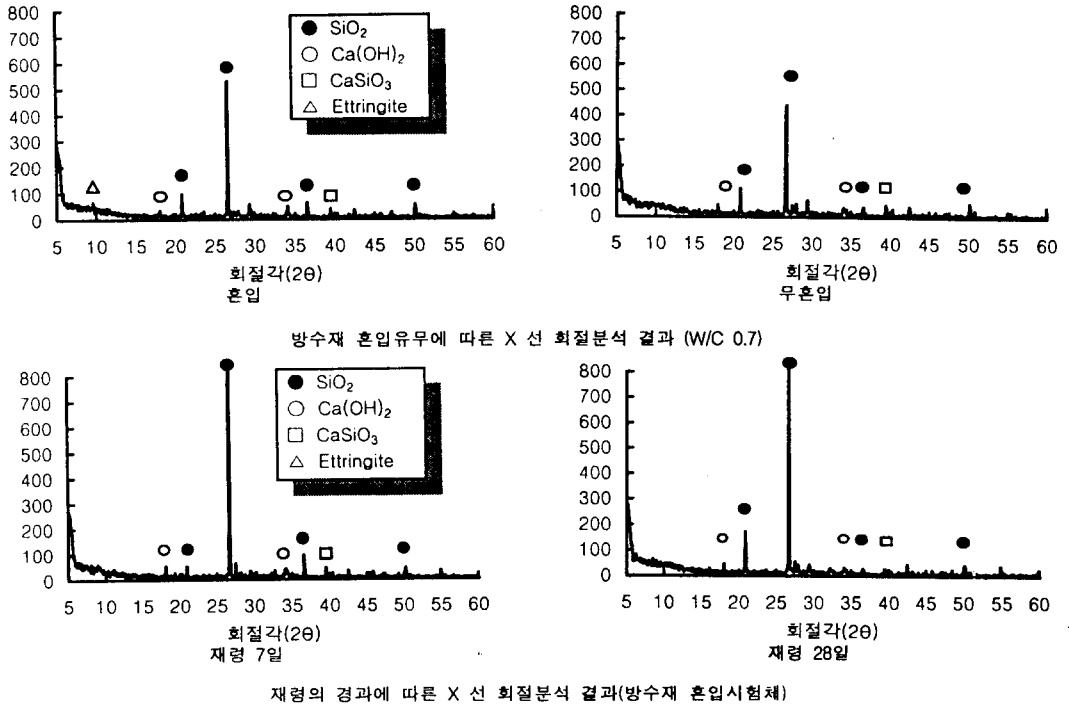 800
700
600
500
400
300
200
100
0
● SiO₂
○ Ca(OH)₂
□ CaSiO₃
△ Ettringite
5 10 15 20 25 30 35 40 45 50 55 60
회절각(2θ)
혼입
800
700
600
500
400
300
200
100
0
5 10 15 21 25 30 35 40 45 50 55 60
회절각(2θ)
무혼입
방수재 혼입유무에 따른 X 선 회절분석 결과 (W/C 0.7)
800
700
600
500
400
300
200
100
0
● SiO₂
○ Ca(OH)₂
□ CaSiO₃
△ Ettringite
5 10 15 21 25 30 35 40 45 50 55 60
회절각(2θ)
재령 7일
800
700
600
500
400
300
200
100
0
5 10 15 21 25 30 35 40 45 50 55 60
회절각(2θ)
재령 28일
재령의 경과에 따른 X 선 회절분석 결과(방수재 혼입시험체)